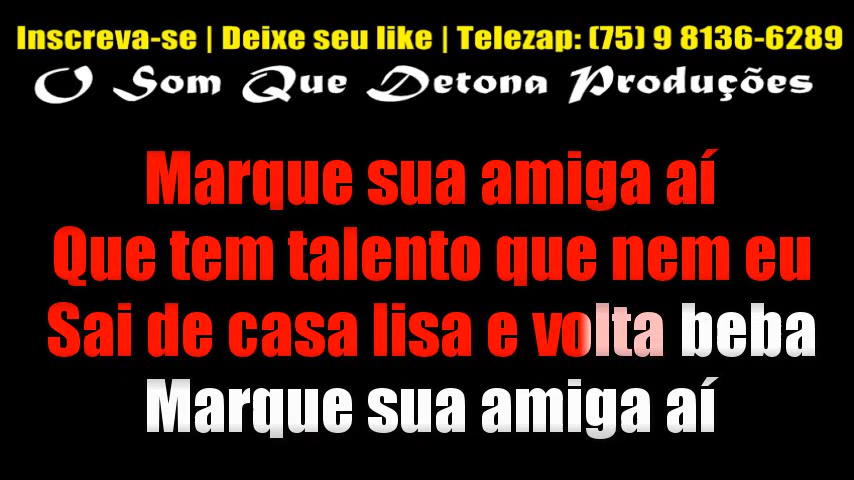 Inscreva-se | Deixe seu like | Telezap: (75) 9 8136-6289
O Som Que Detona Produções
Marque sua amiga aí
Que tem talento que nem eu
Sai de casa lisa e volta beba
Marque sua amiga aí